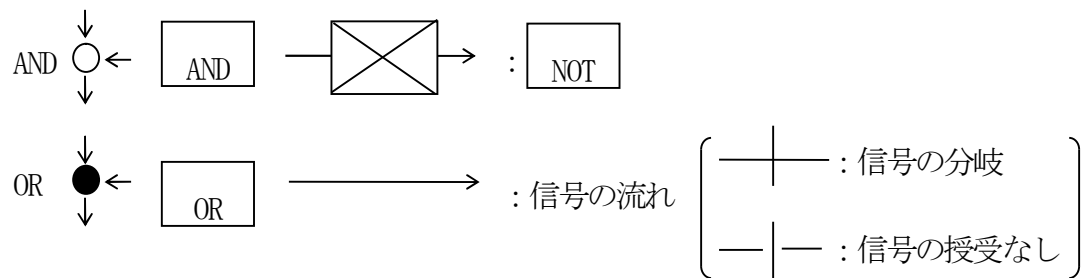 AND AND : NOT
OR OR : 信号の流れ
: 信号の分岐
: 信号の授受なし